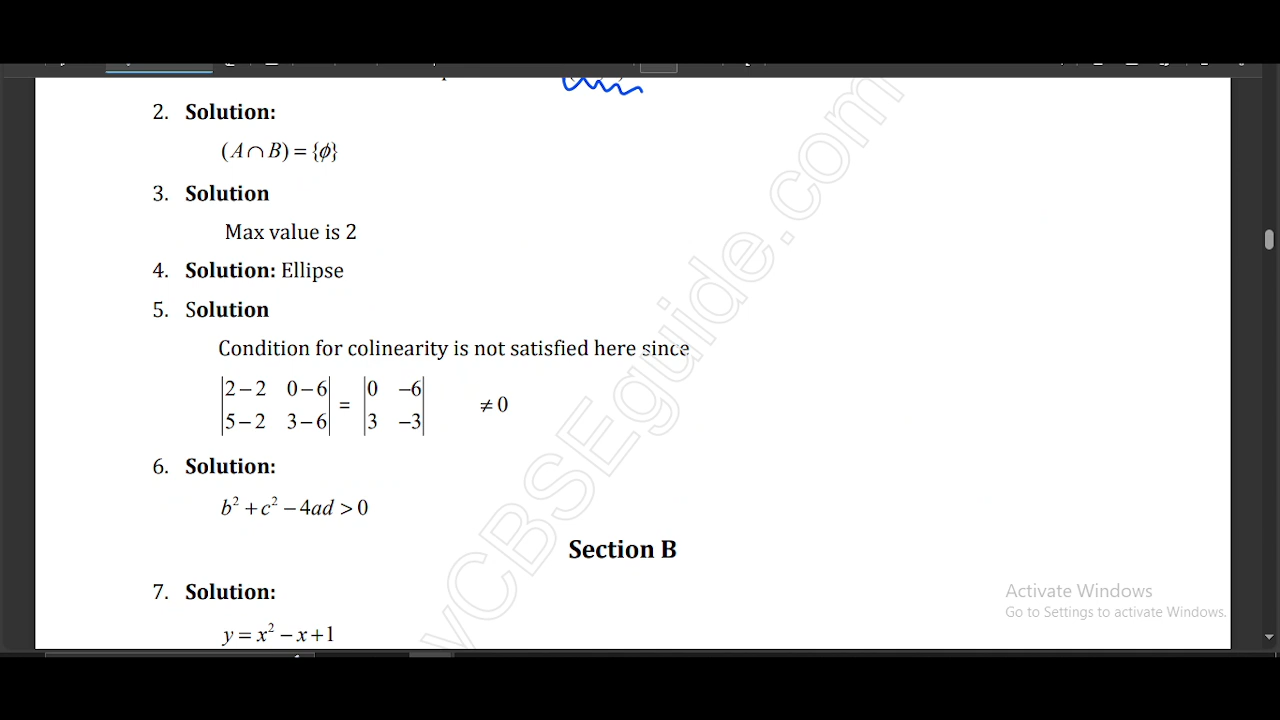 2. Solution:
(A ∩ B) = {ϕ}
3. Solution
Max value is 2
4. Solution: Ellipse
5. Solution
Condition for colinearity is not satisfied here since
|2−2 0−6| = |0 −6| ≠ 0
|5−2 3−6| |3 −3|
6. Solution:
b² + c² − 4ad > 0
Section B
7. Solution:
y = x² − x + 1
yCBSEguide.com
Activate Windows
Go to Settings to activate Windows.